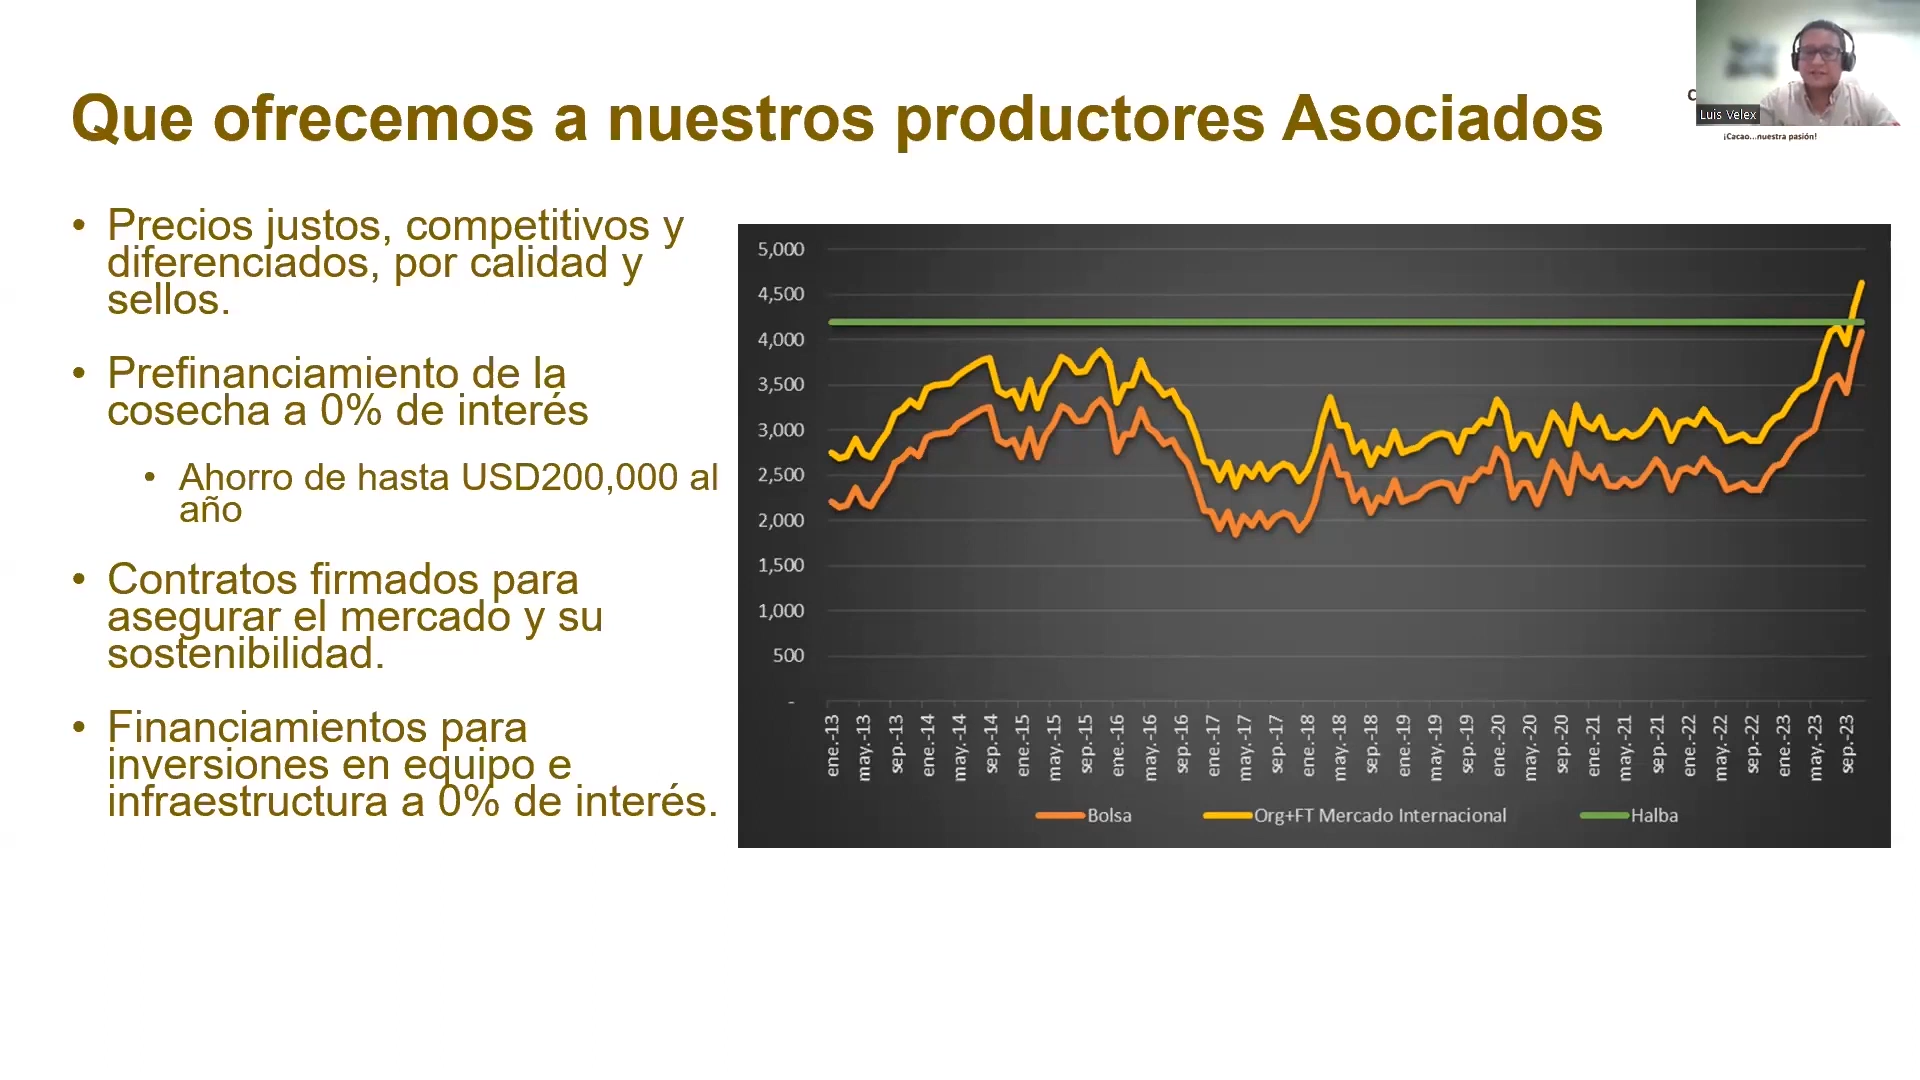 Que ofrecemos a nuestros productores Asociados
C
Luis Velex
¡Cacao...nuestra pasión!
• Precios justos, competitivos y
diferenciados, por calidad y
sellos.
• Prefinanciamiento de la
cosecha a 0% de interés
• Ahorro de hasta USD200,000 al
año
• Contratos firmados para
asegurar el mercado y su
sostenibilidad.
• Financiamientos para
inversiones en equipo e
infraestructura a 0% de interés.
5,000
4,500
4,000
3,500
3,000
2,500
2,000
1,500
1,000
500
-
ene.-13
may.-13
sep.-13
ene.-14
may.-14
sep.-14
ene.-15
may.-15
sep.-15
ene.-16
may.-16
sep.-16
ene.-17
may.-17
sep.-17
ene.-18
may.-18
sep.-18
ene.-19
may.-19
sep.-19
ene.-20
may.-20
sep.-20
ene.-21
may.-21
sep.-21
ene.-22
may.-22
sep.-22
ene.-23
may.-23
sep.-23
Bolsa Org+FT Mercado Internacional Halba